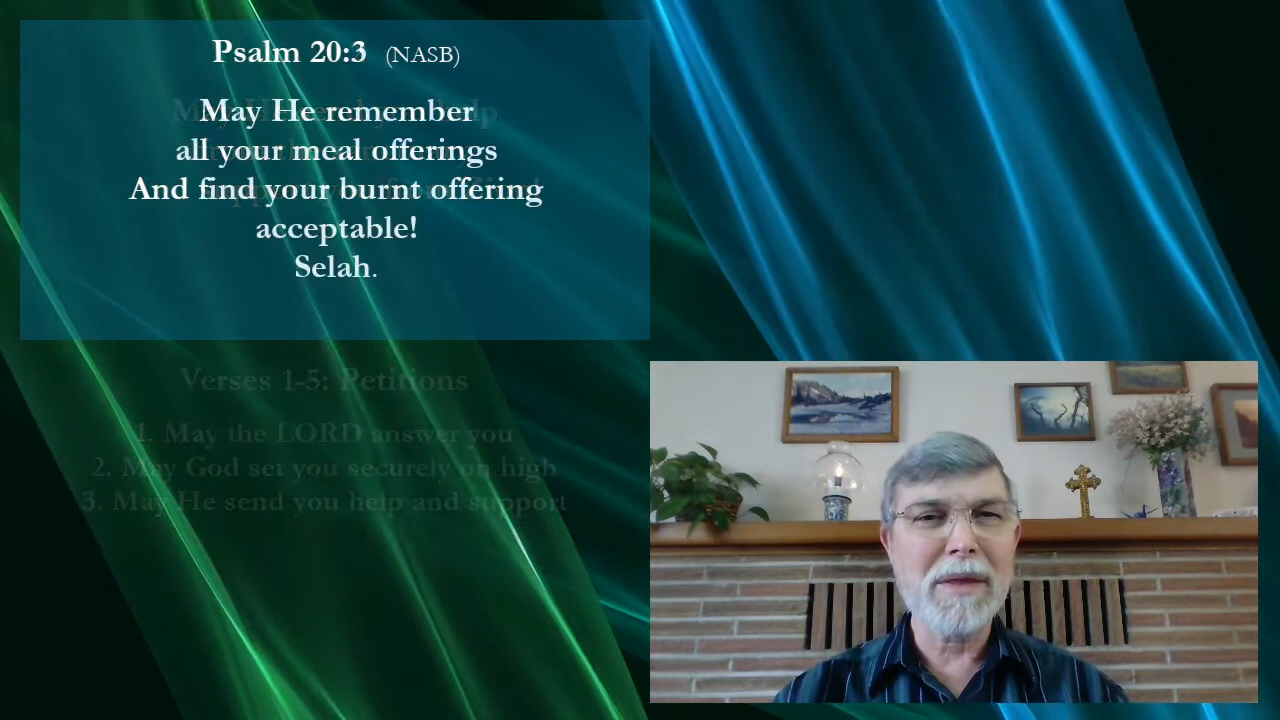 Psalm 20:3 (NASB)
May He remember
all your meal offerings
And find your burnt offering
acceptable!
Selah.
Verses 1-5: Petitions
1. May the LORD answer you
2. May God set you securely on high
3. May He send you help and support